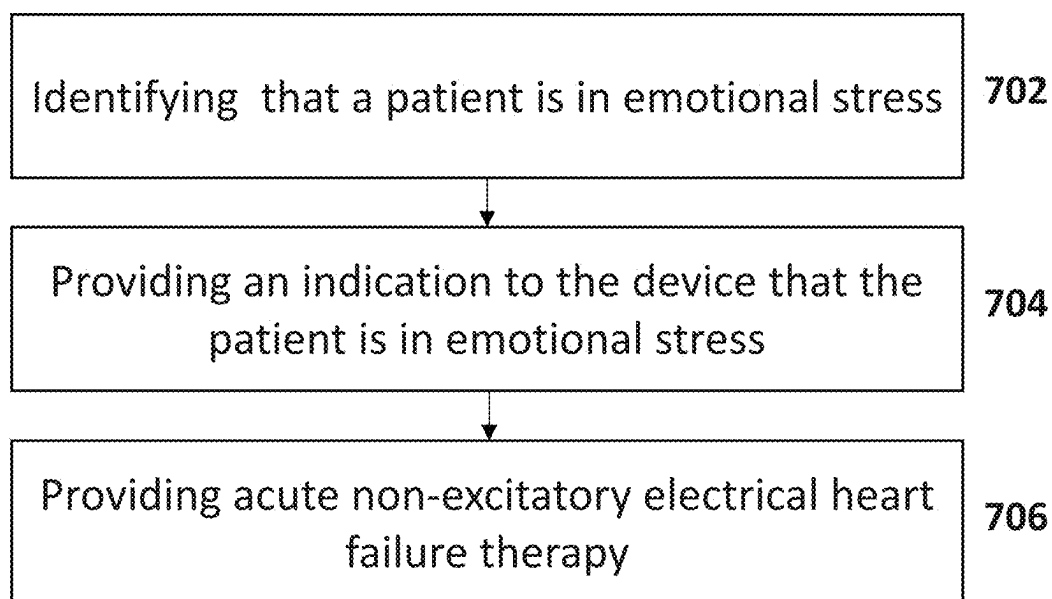 Identifying that a patient is in emotional stress
702
Providing an indication to the device that the
patient is in emotional stress
704
Providing acute non-excitatory electrical heart
failure therapy
706